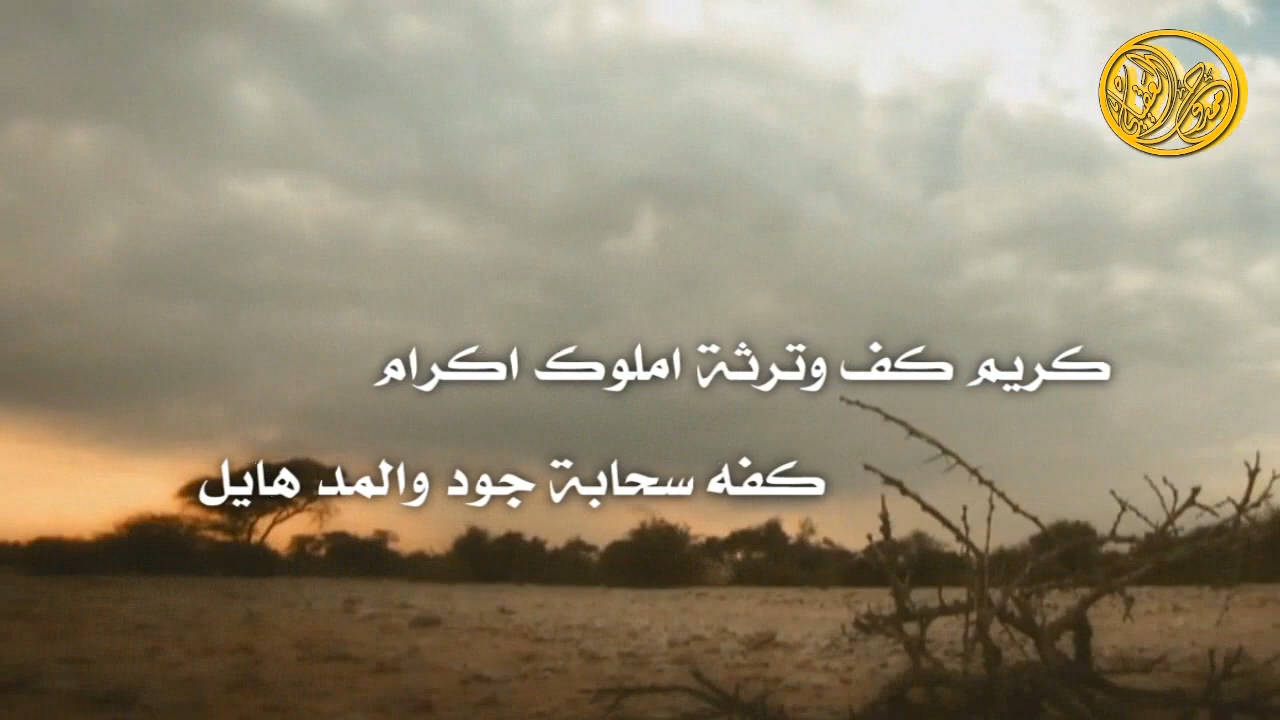 كريم كف وترثة املوك اكرام
كفه سحابة جود والمد هايل